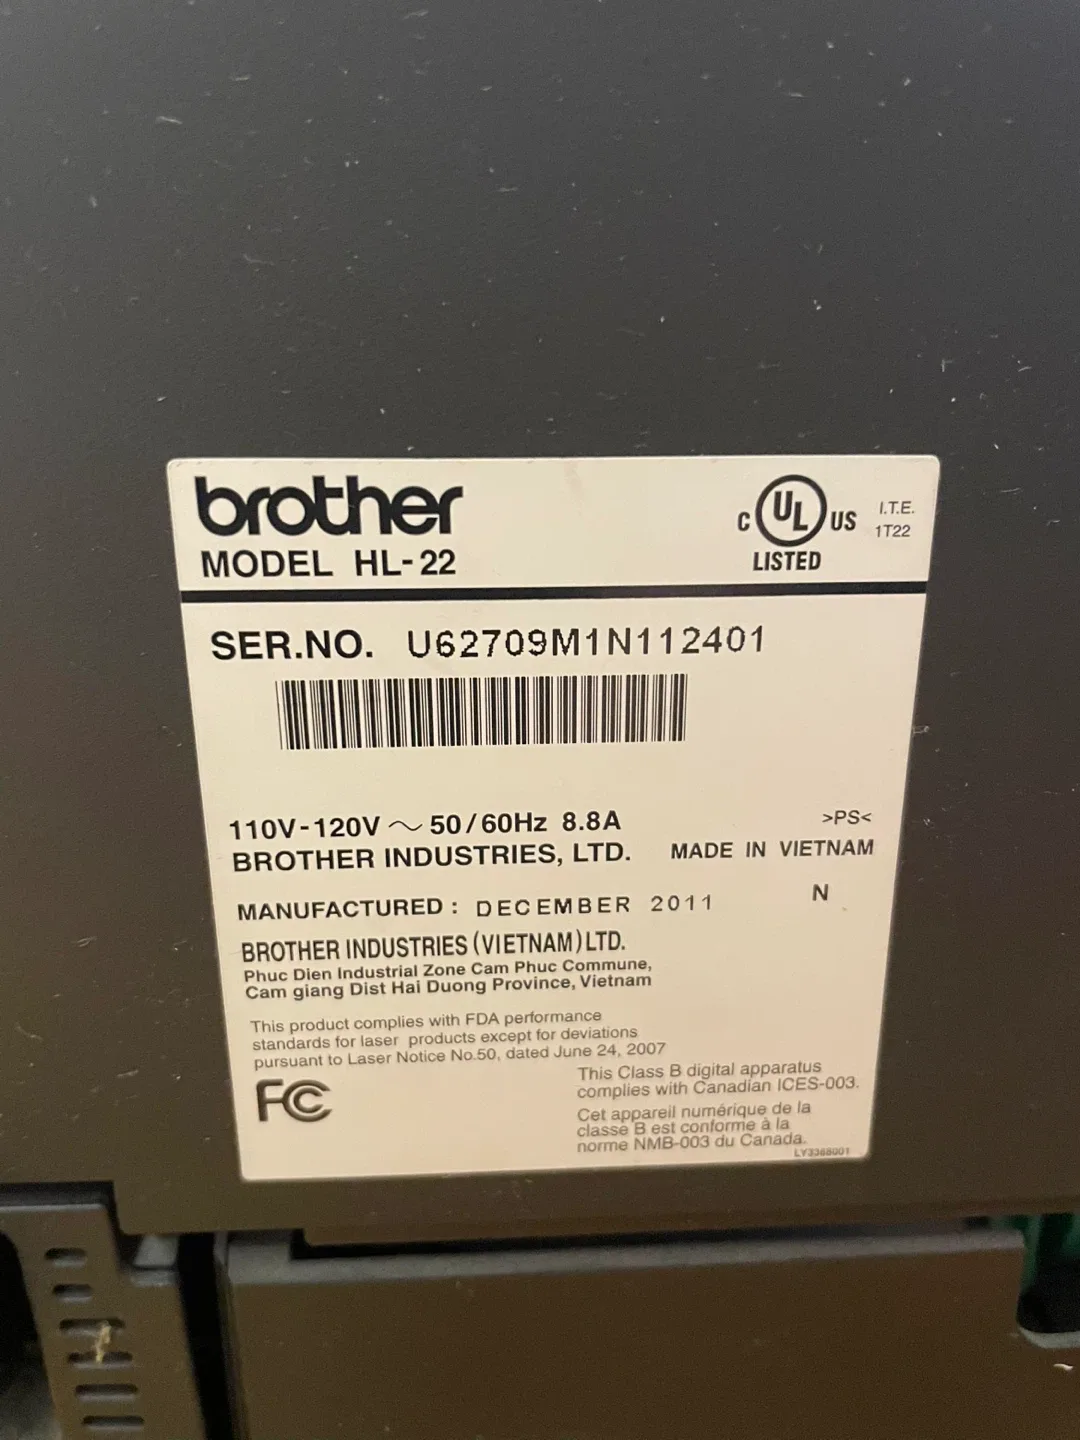 brother
MODEL HL-22
C UL US
LISTED
I.T.E.
1T22
SER.NO. U62709M1N112401
110V-120V ~ 50/60Hz 8.8A
>PS<
BROTHER INDUSTRIES, LTD. MADE IN VIETNAM
MANUFACTURED : DECEMBER 2011
N
BROTHER INDUSTRIES (VIETNAM) LTD.
Phuc Dien Industrial Zone Cam Phuc Commune,
Cam giang Dist Hai Duong Province, Vietnam
This product complies with FDA performance
standards for laser products except for deviations
pursuant to Laser Notice No.50, dated June 24, 2007
FC
This Class B digital apparatus
complies with Canadian ICES-003.
Cet appareil numérique de la
classe B est conforme à la
norme NMB-003 du Canada.
LY3388001